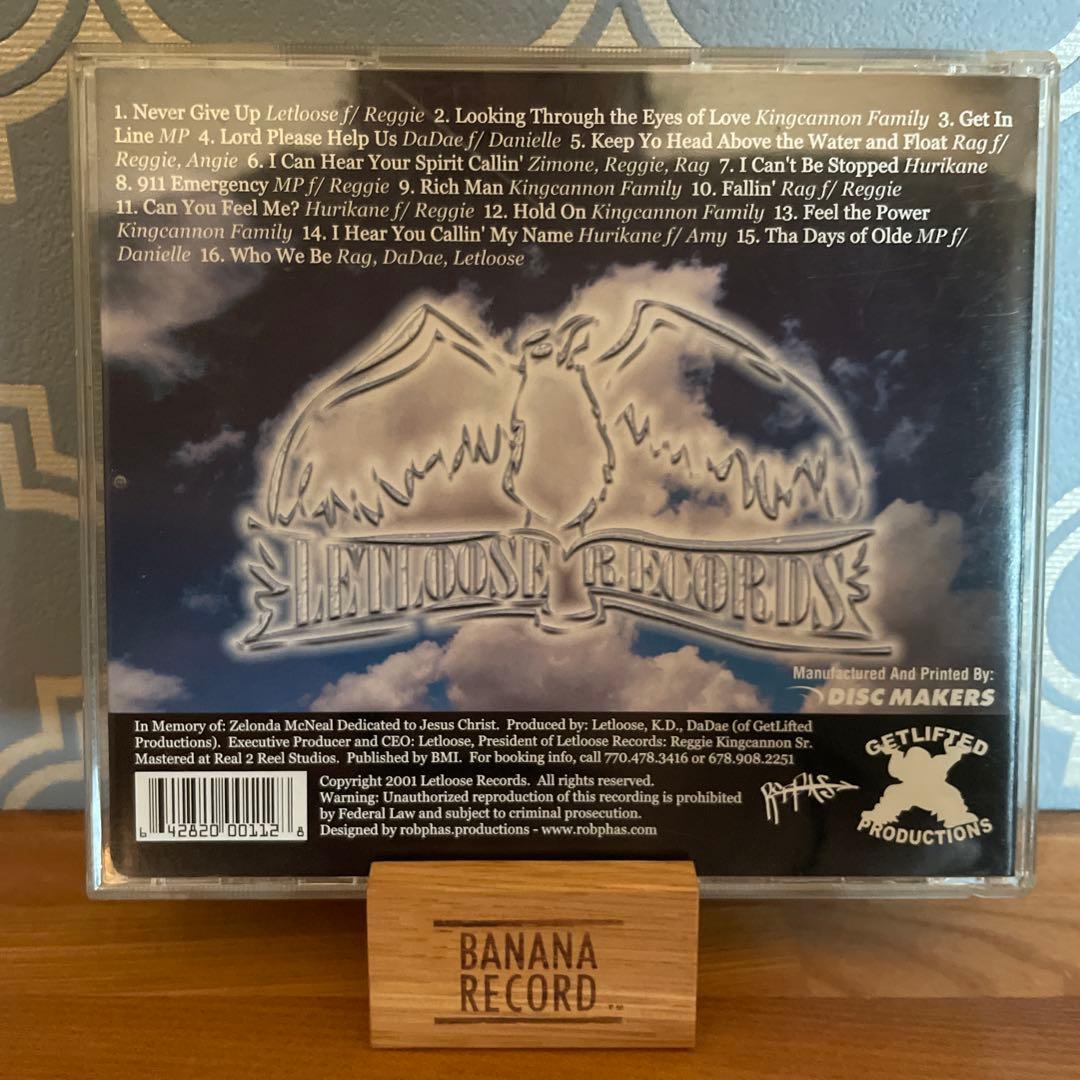 1. Never Give Up Letloose f/ Reggie 2. Looking Through the Eyes of Love Kingcannon Family 3. Get In
Line MP 4. Lord Please Help Us DaDae f/ Danielle 5. Keep Yo Head Above the Water and Float Rag f/
Reggie, Angie 6. I Can Hear Your Spirit Callin' Zimone, Reggie, Rag 7. I Can't Be Stopped Hurikane
8. 911 Emergency MP f/ Reggie 9. Rich Man Kingcannon Family 10. Fallin' Rag f/ Reggie
11. Can You Feel Me? Hurikane f/ Reggie 12. Hold On Kingcannon Family 13. Feel the Power
Kingcannon Family 14. I Hear You Callin' My Name Hurikane f/ Amy 15. Tha Days of Olde MP f/
Danielle 16. Who We Be Rag, DaDae, Letloose
LETLOOSE RECORDS
Manufactured And Printed By:
DISC MAKERS
In Memory of: Zelonda McNeal Dedicated to Jesus Christ. Produced by: Letloose, K.D., DaDae (of GetLifted
Productions). Executive Producer and CEO: Letloose, President of Letloose Records: Reggie Kingcannon Sr.
Mastered at Real 2 Reel Studios. Published by BMI. For booking info, call 770.478.3416 or 678.908.2251
Copyright 2001 Letloose Records. All rights reserved.
Warning: Unauthorized reproduction of this recording is prohibited
by Federal Law and subject to criminal prosecution.
Designed by robphas.productions - www.robphas.com
6 42820 00112 8
GETLIFTED
PRODUCTIONS
BANANA
RECORD